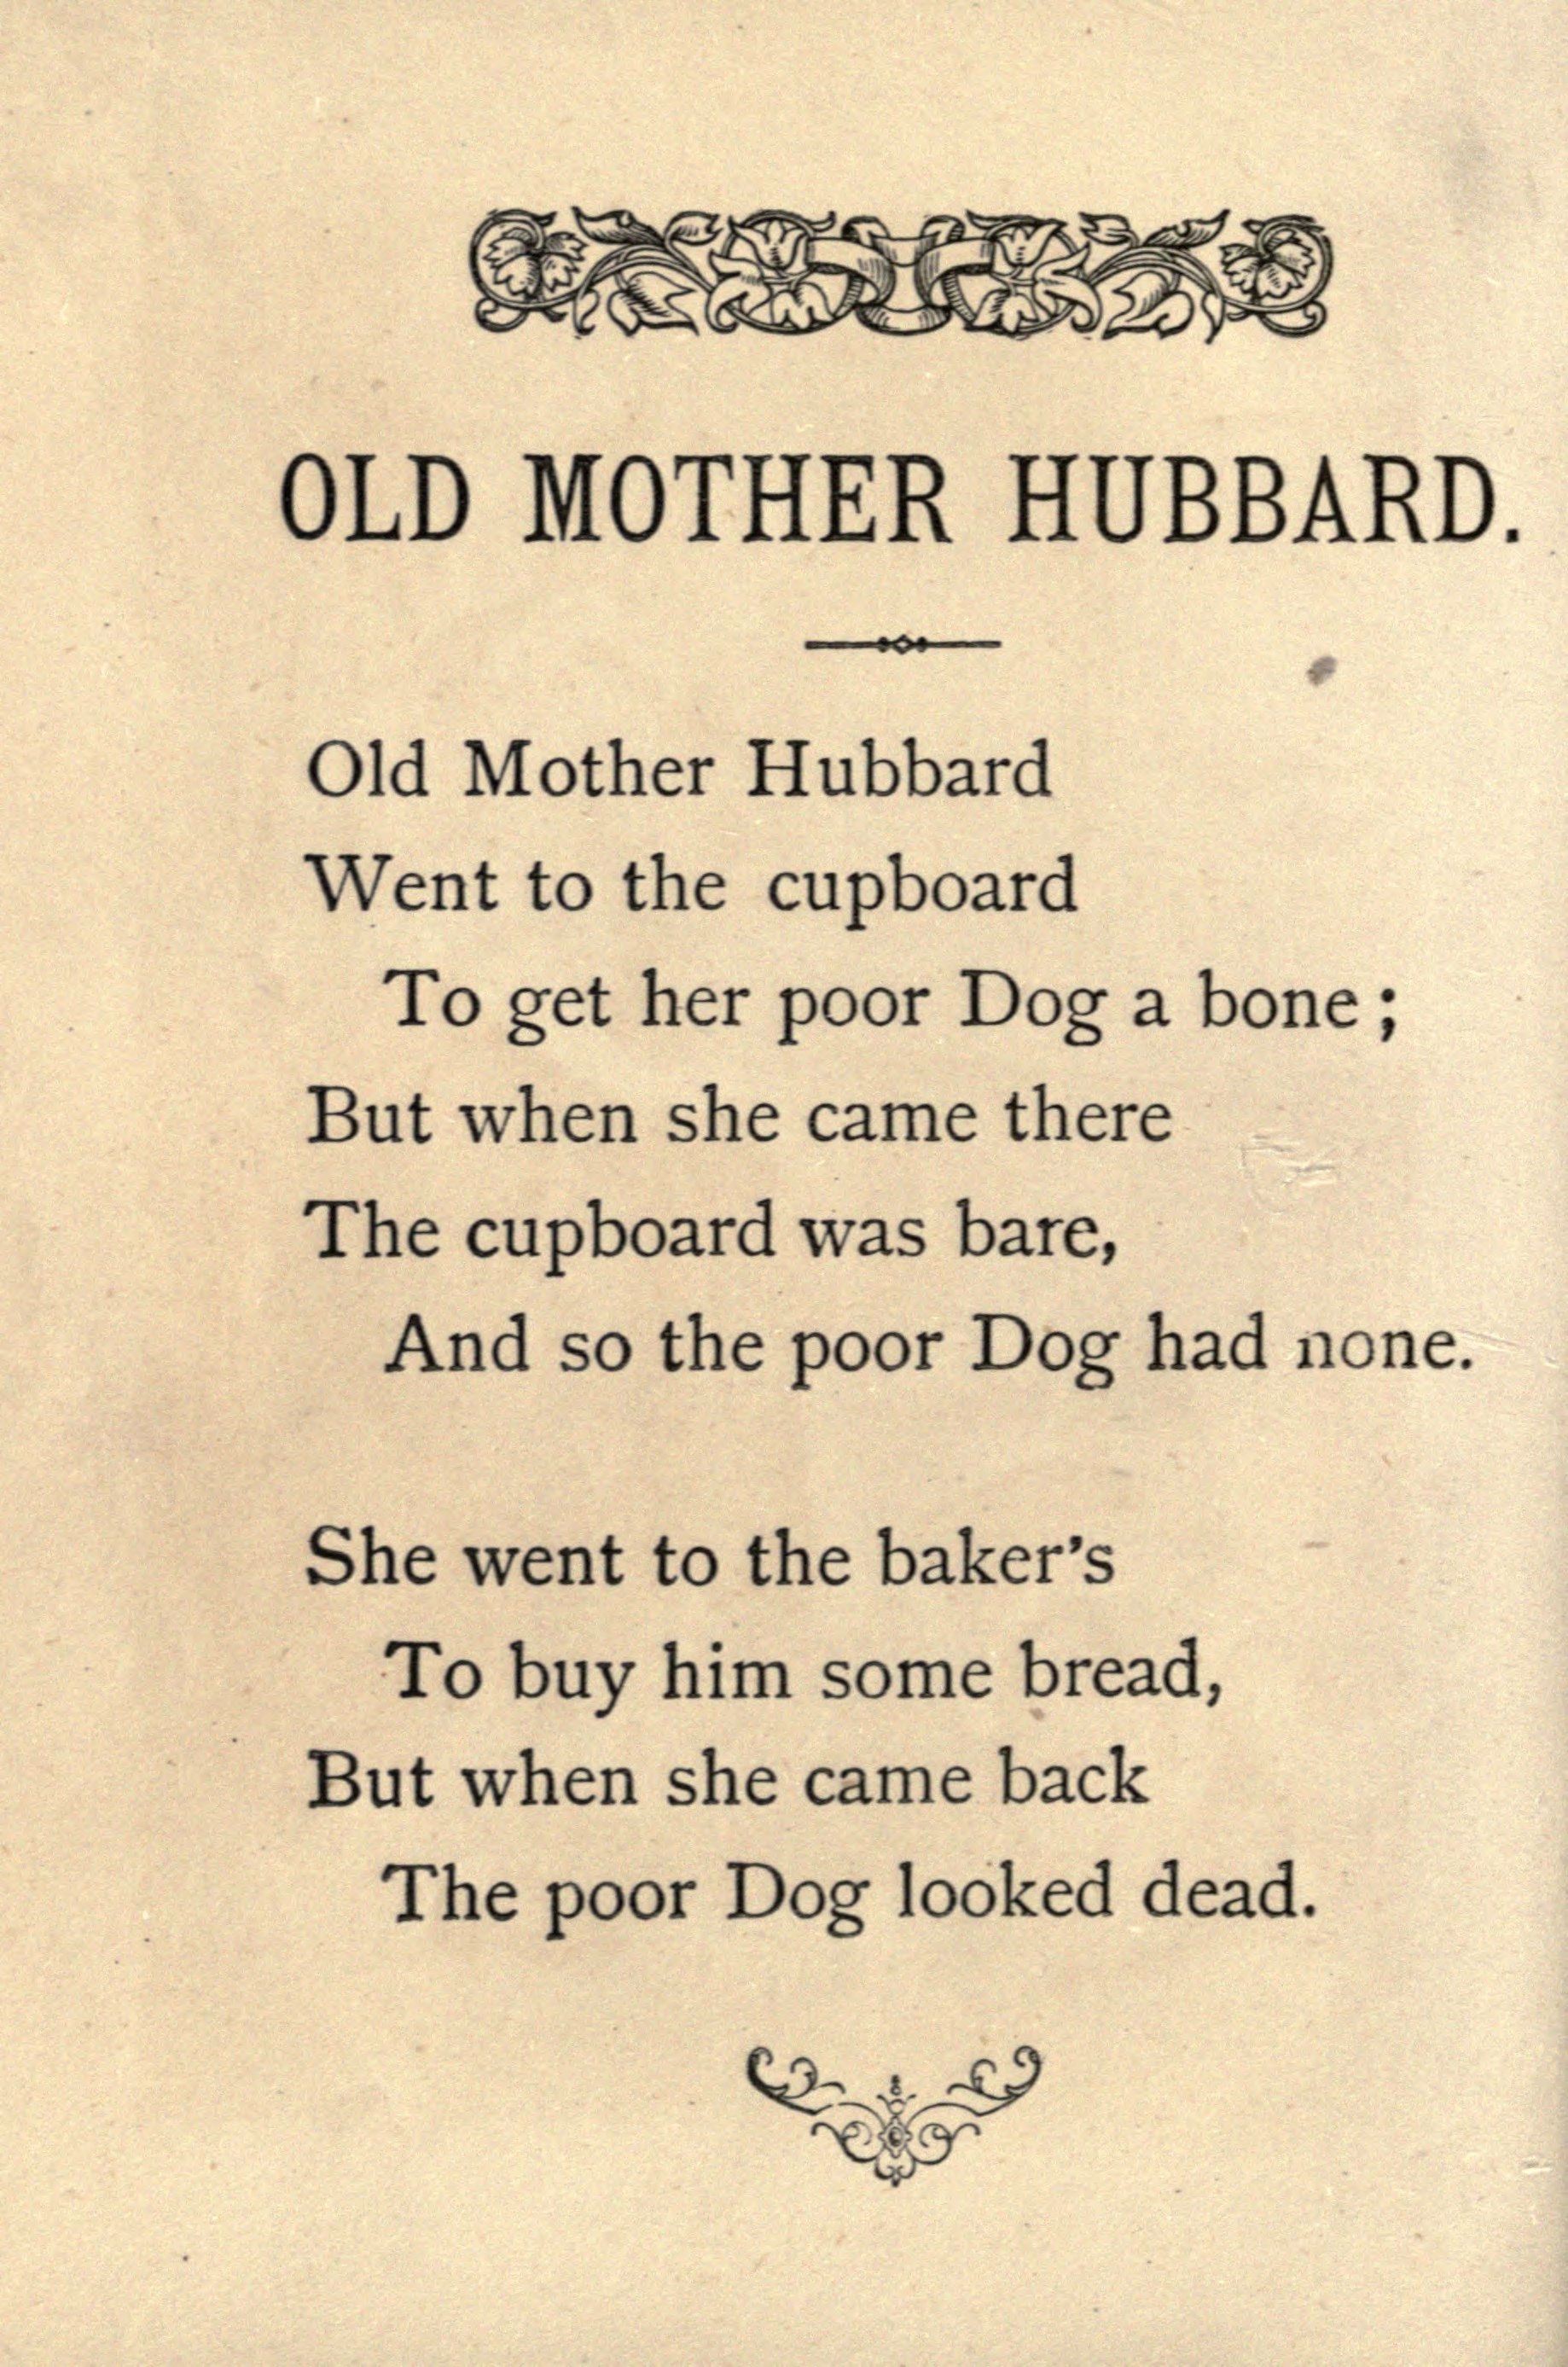 OLD MOTHER HUBBARD.
Old Mother Hubbard
Went to the cupboard
To get her poor Dog a bone;
But when she came there
The cupboard was bare,
And so the poor Dog had none.
She went to the baker’s
To buy him some bread,
But when she came back
The poor Dog looked dead.